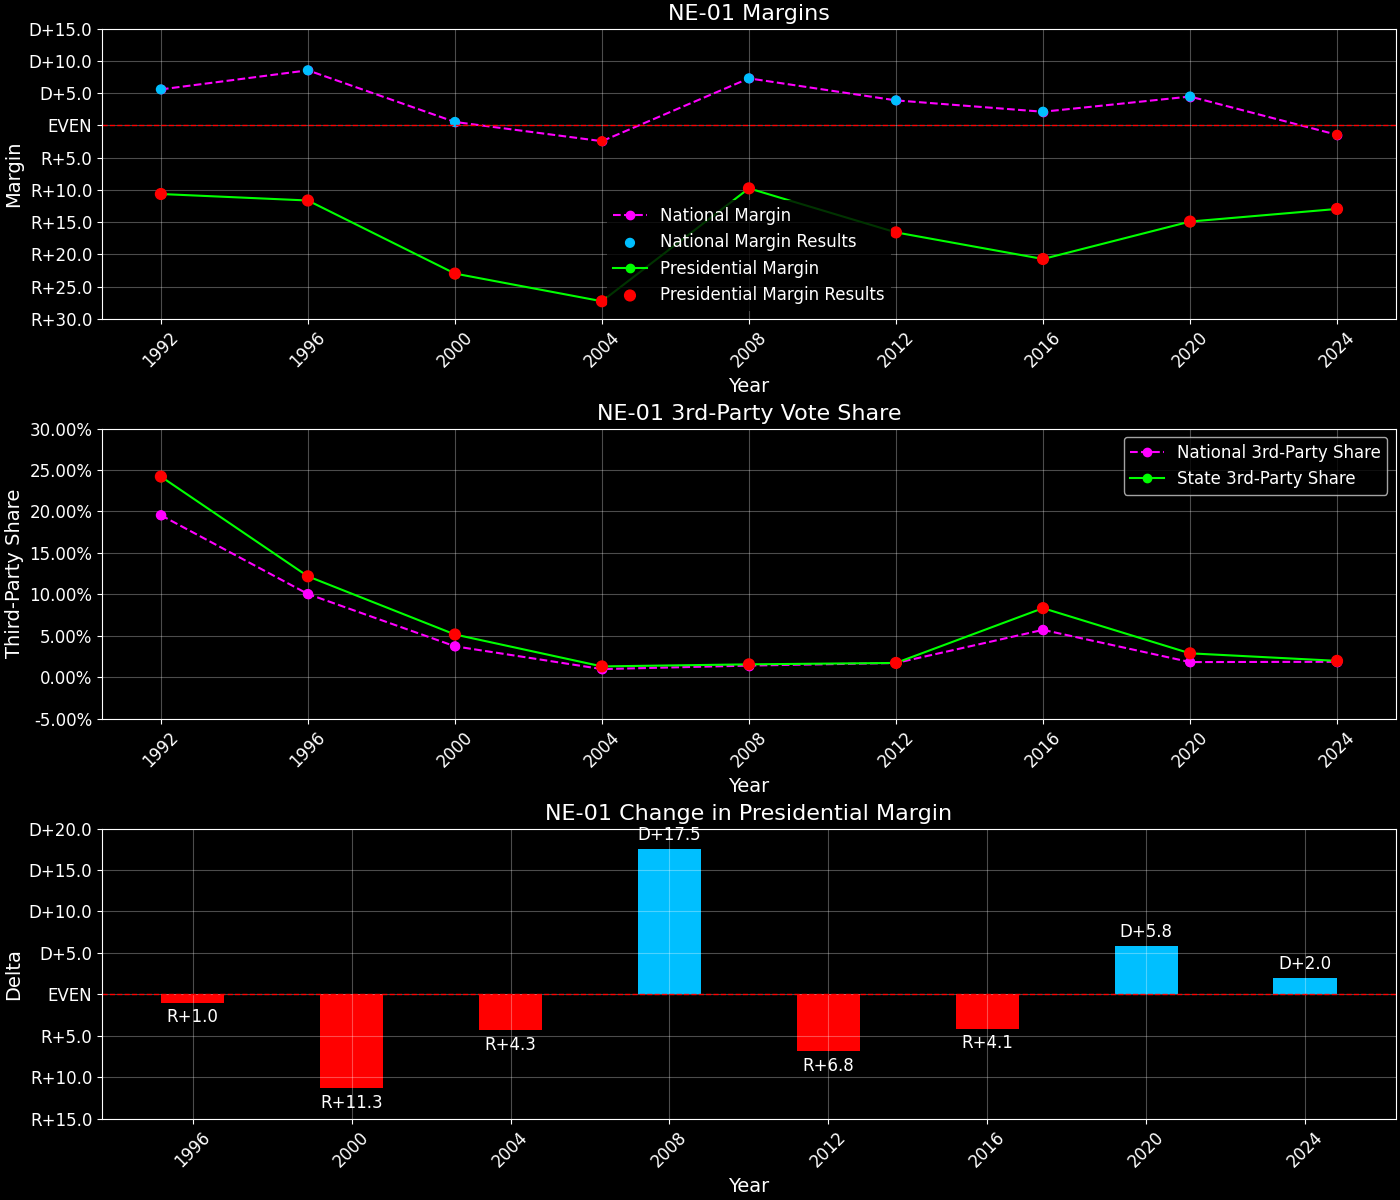 NE-01 Margins
D+15.0
D+10.0
D+5.0
EVEN
R+5.0
R+10.0
R+15.0
R+20.0
R+25.0
R+30.0
Margin
National Margin
National Margin Results
Presidential Margin
Presidential Margin Results
1992 1996 2000 2004 2008 2012 2016 2020 2024
Year
NE-01 3rd-Party Vote Share
30.00%
25.00%
20.00%
15.00%
10.00%
5.00%
0.00%
-5.00%
Third-Party Share
National 3rd-Party Share
State 3rd-Party Share
1992 1996 2000 2004 2008 2012 2016 2020 2024
Year
NE-01 Change in Presidential Margin
D+20.0
D+15.0
D+10.0
D+5.0
EVEN
R+5.0
R+10.0
R+15.0
Delta
R+1.0
R+11.3
R+4.3
D+17.5
R+6.8
R+4.1
D+5.8
D+2.0
1996 2000 2004 2008 2012 2016 2020 2024
Year